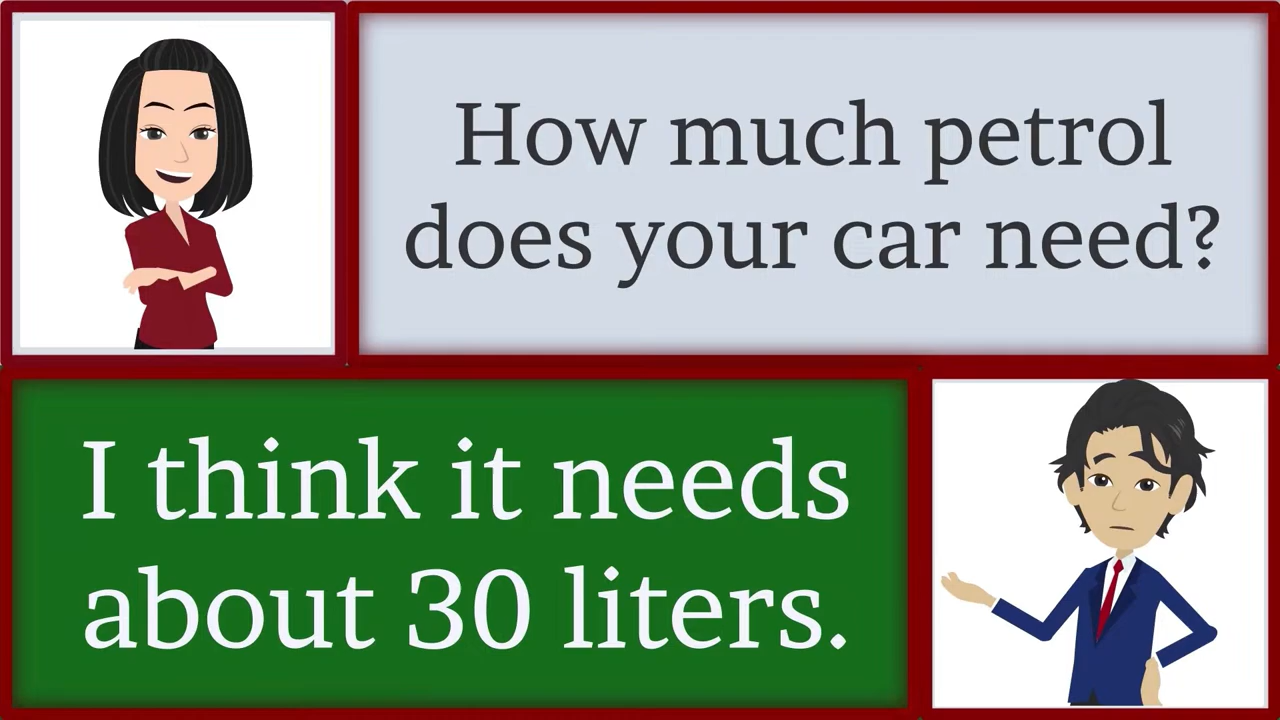 How much petrol
does your car need?
I think it needs
about 30 liters.